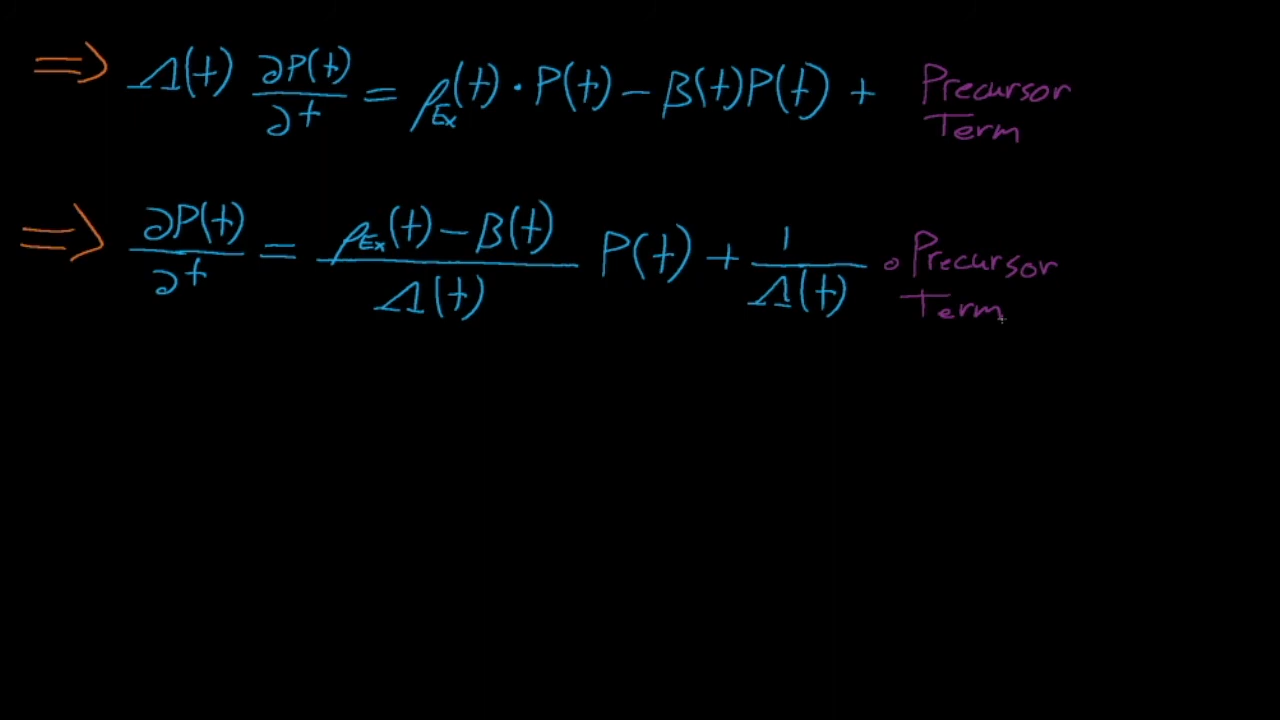 ⇒ Λ(t) ∂P(t)/∂t = ρ_Ex(t) · P(t) − β(t)P(t) + Precursor Term
⇒ ∂P(t)/∂t = (ρ_Ex(t) − β(t))/Λ(t) P(t) + 1/Λ(t) · Precursor Term